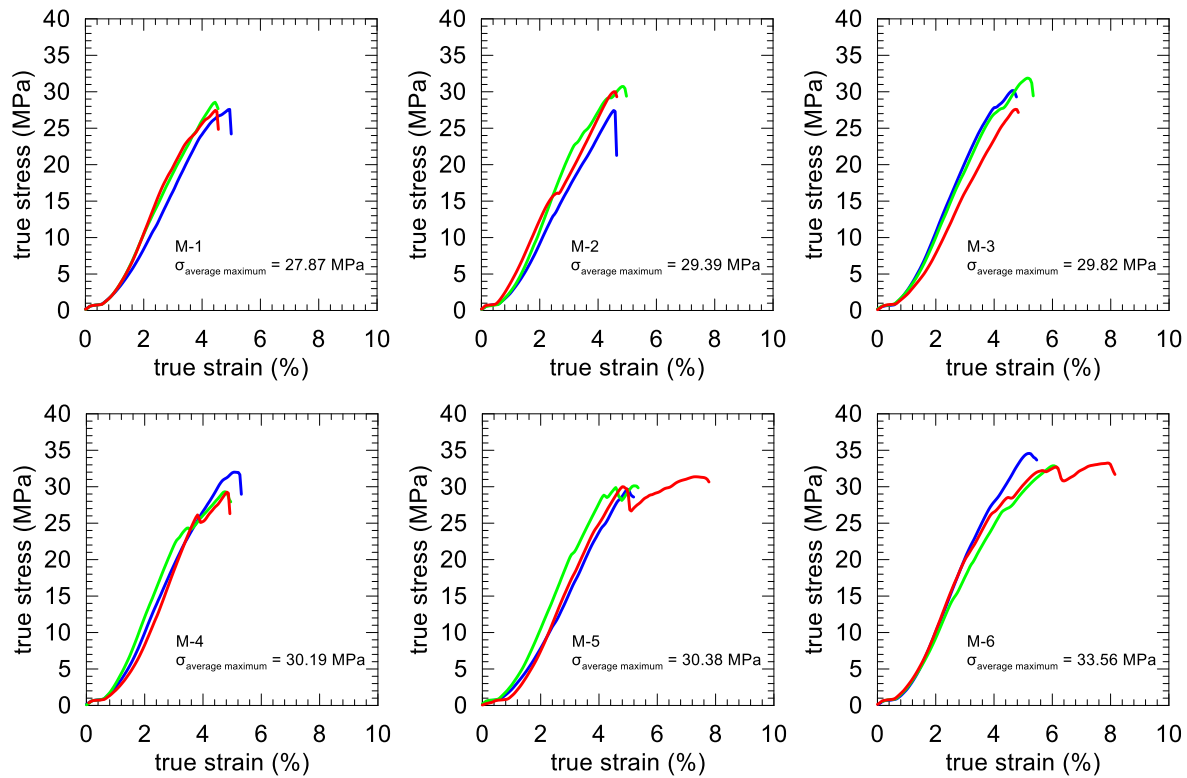 40
35
30
25
20
15
10
5
0
true stress (MPa)
M-1
σaverage maximum = 27.87 MPa
0 2 4 6 8 10
true strain (%)
40
35
30
25
20
15
10
5
0
true stress (MPa)
M-2
σaverage maximum = 29.39 MPa
0 2 4 6 8 10
true strain (%)
40
35
30
25
20
15
10
5
0
true stress (MPa)
M-3
σaverage maximum = 29.82 MPa
0 2 4 6 8 10
true strain (%)
40
35
30
25
20
15
10
5
0
true stress (MPa)
M-4
σaverage maximum = 30.19 MPa
0 2 4 6 8 10
true strain (%)
40
35
30
25
20
15
10
5
0
true stress (MPa)
M-5
σaverage maximum = 30.38 MPa
0 2 4 6 8 10
true strain (%)
40
35
30
25
20
15
10
5
0
true stress (MPa)
M-6
σaverage maximum = 33.56 MPa
0 2 4 6 8 10
true strain (%)